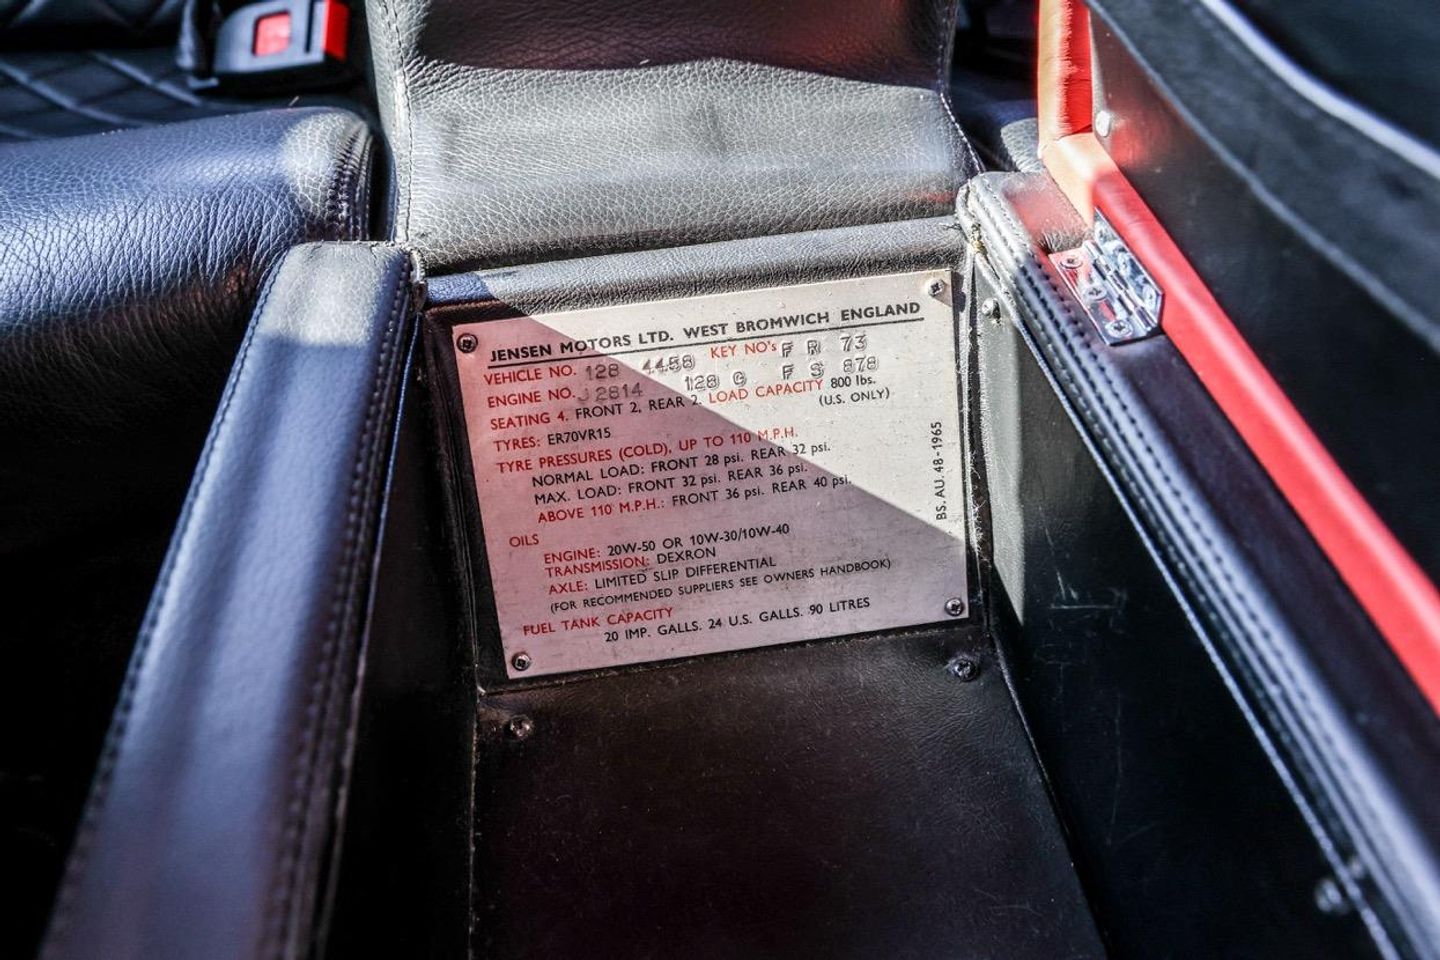 JENSEN MOTORS LTD. WEST BROMWICH ENGLAND
VEHICLE NO. 128 4458 KEY NO's F R 73
ENGINE NO. J 2814 128 G F S 878
SEATING 4. FRONT 2, REAR 2. LOAD CAPACITY 800 lbs.
(U.S. ONLY)
TYRES: ER70VR15
TYRE PRESSURES (COLD), UP TO 110 M.P.H.
NORMAL LOAD: FRONT 28 psi. REAR 32 psi.
MAX. LOAD: FRONT 32 psi. REAR 36 psi.
ABOVE 110 M.P.H.: FRONT 36 psi. REAR 40 psi.
OILS
ENGINE: 20W-50 OR 10W-30/10W-40
TRANSMISSION: DEXRON
AXLE: LIMITED SLIP DIFFERENTIAL
(FOR RECOMMENDED SUPPLIERS SEE OWNERS HANDBOOK)
FUEL TANK CAPACITY
20 IMP. GALLS. 24 U.S. GALLS. 90 LITRES
BS. AU. 48-1965